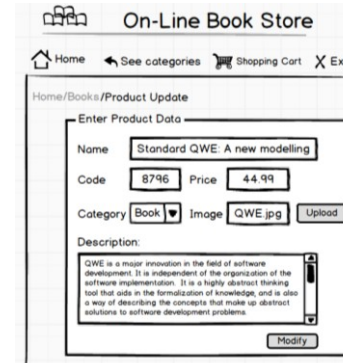 On-Line Book Store
Home See categories Shopping Cart X Ex
Home/Books/Product Update
Enter Product Data
Name Standard QWE: A new modelling
Code 8796 Price 44.99
Category Book Image QWE.jpg Upload
Description:
QWE is a major innovation in the field of software
development. It is independent of the organization of the
software implementation. It is a highly abstract thinking
tool that aids in the formalization of knowledge, and is also
a way of describing the concepts that make up abstract
solutions to software development problems.
Modify